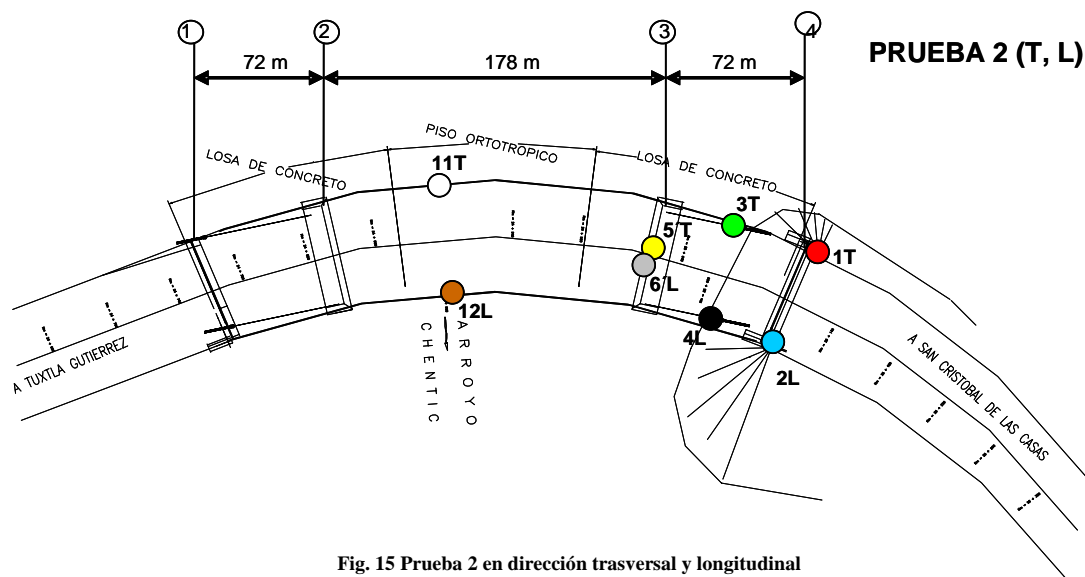 1
2
3
4
72 m
178 m
72 m
PRUEBA 2 (T, L)
LOSA DE CONCRETO
PISO ORTOTROPICO
LOSA DE CONCRETO
11T
3T
5 T
1T
6 L
12L
4L
2L
ARROYO
CHENTIC
A TUXTLA GUTIERREZ
A SAN CRISTOBAL DE LAS CASAS
Fig. 15 Prueba 2 en dirección trasversal y longitudinal